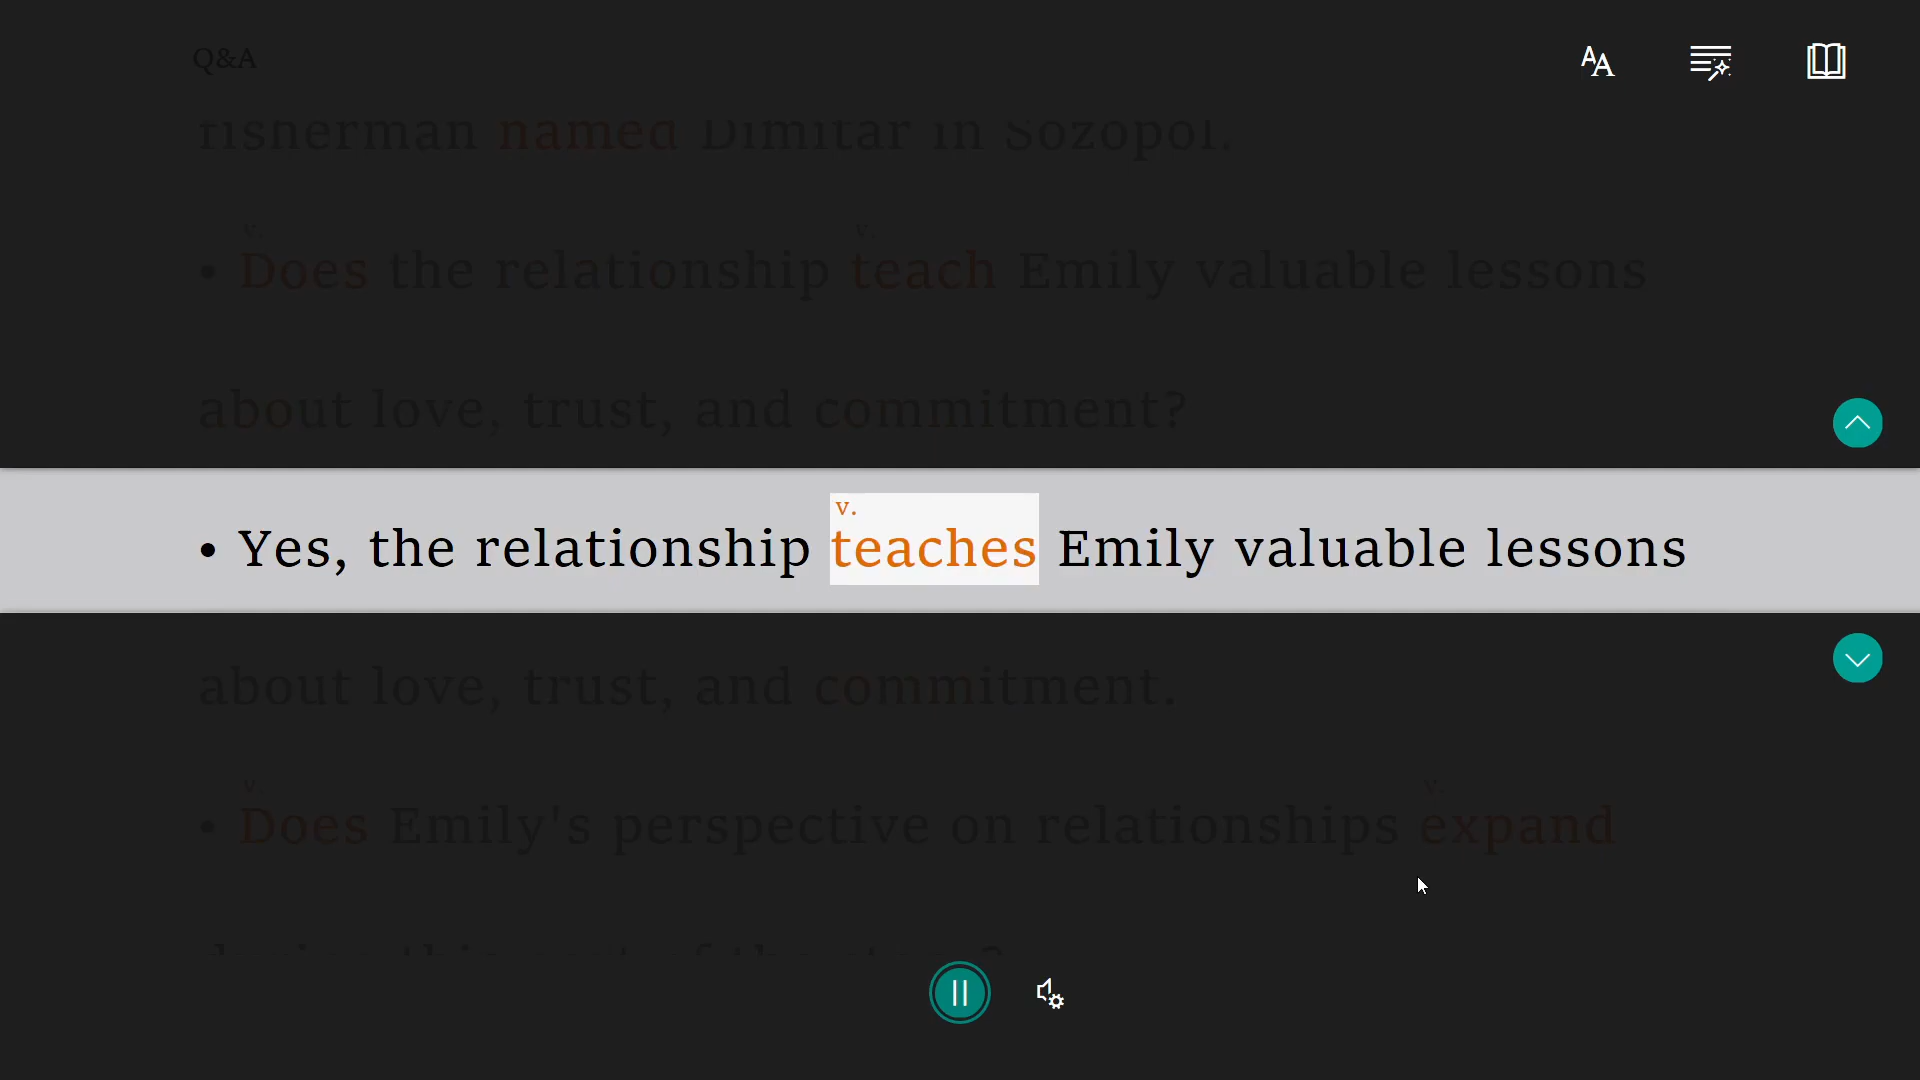 Q&A
fisherman named Dimitar in Sozopol.
v. v.
• Does the relationship teach Emily valuable lessons
about love, trust, and commitment?
v.
• Yes, the relationship teaches Emily valuable lessons
about love, trust, and commitment.
v. v.
• Does Emily's perspective on relationships expand